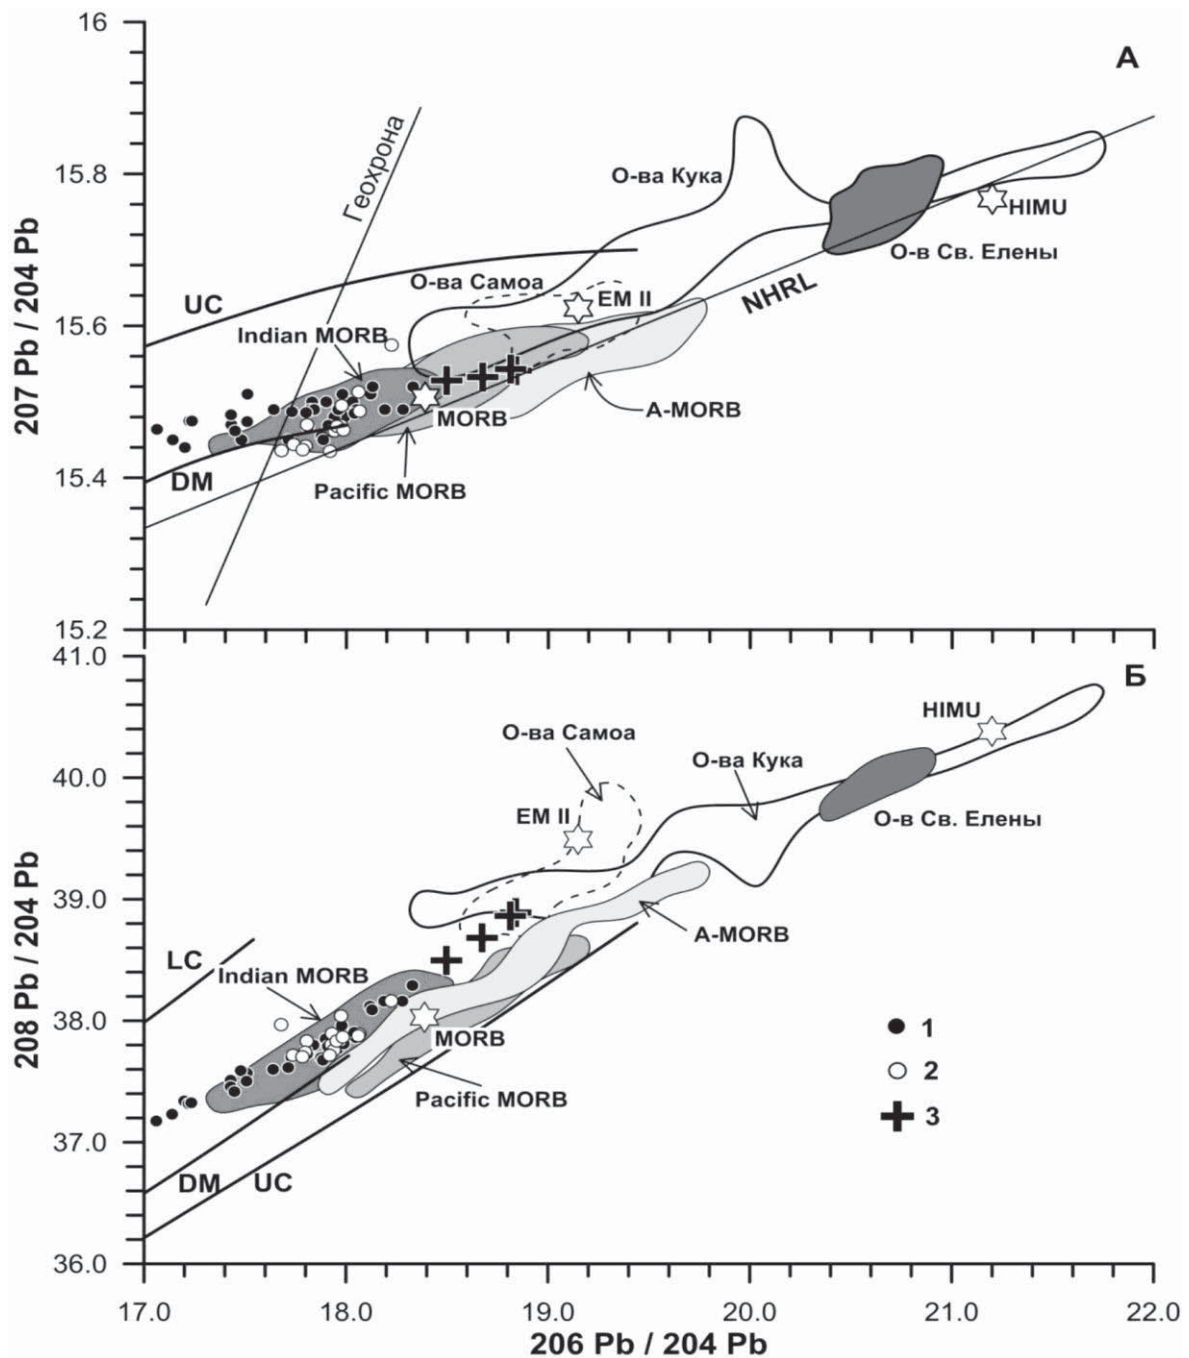 16
А
Геохрона
15.8
О-ва Кука
HIMU
О-в Св. Елены
207 Pb / 204 Pb
О-ва Самоа
EM II
NHRL
UC
15.6
Indian MORB
MORB
A-MORB
15.4
DM
Pacific MORB
15.2
41.0
Б
HIMU
О-ва Самоа
О-ва Кука
40.0
EM II
О-в Св. Елены
208 Pb / 204 Pb
39.0
A-MORB
LC
Indian MORB
38.0
1
MORB
2
Pacific MORB
3
37.0
DM
UC
36.0
17.0 18.0 19.0 20.0 21.0 22.0
206 Pb / 204 Pb